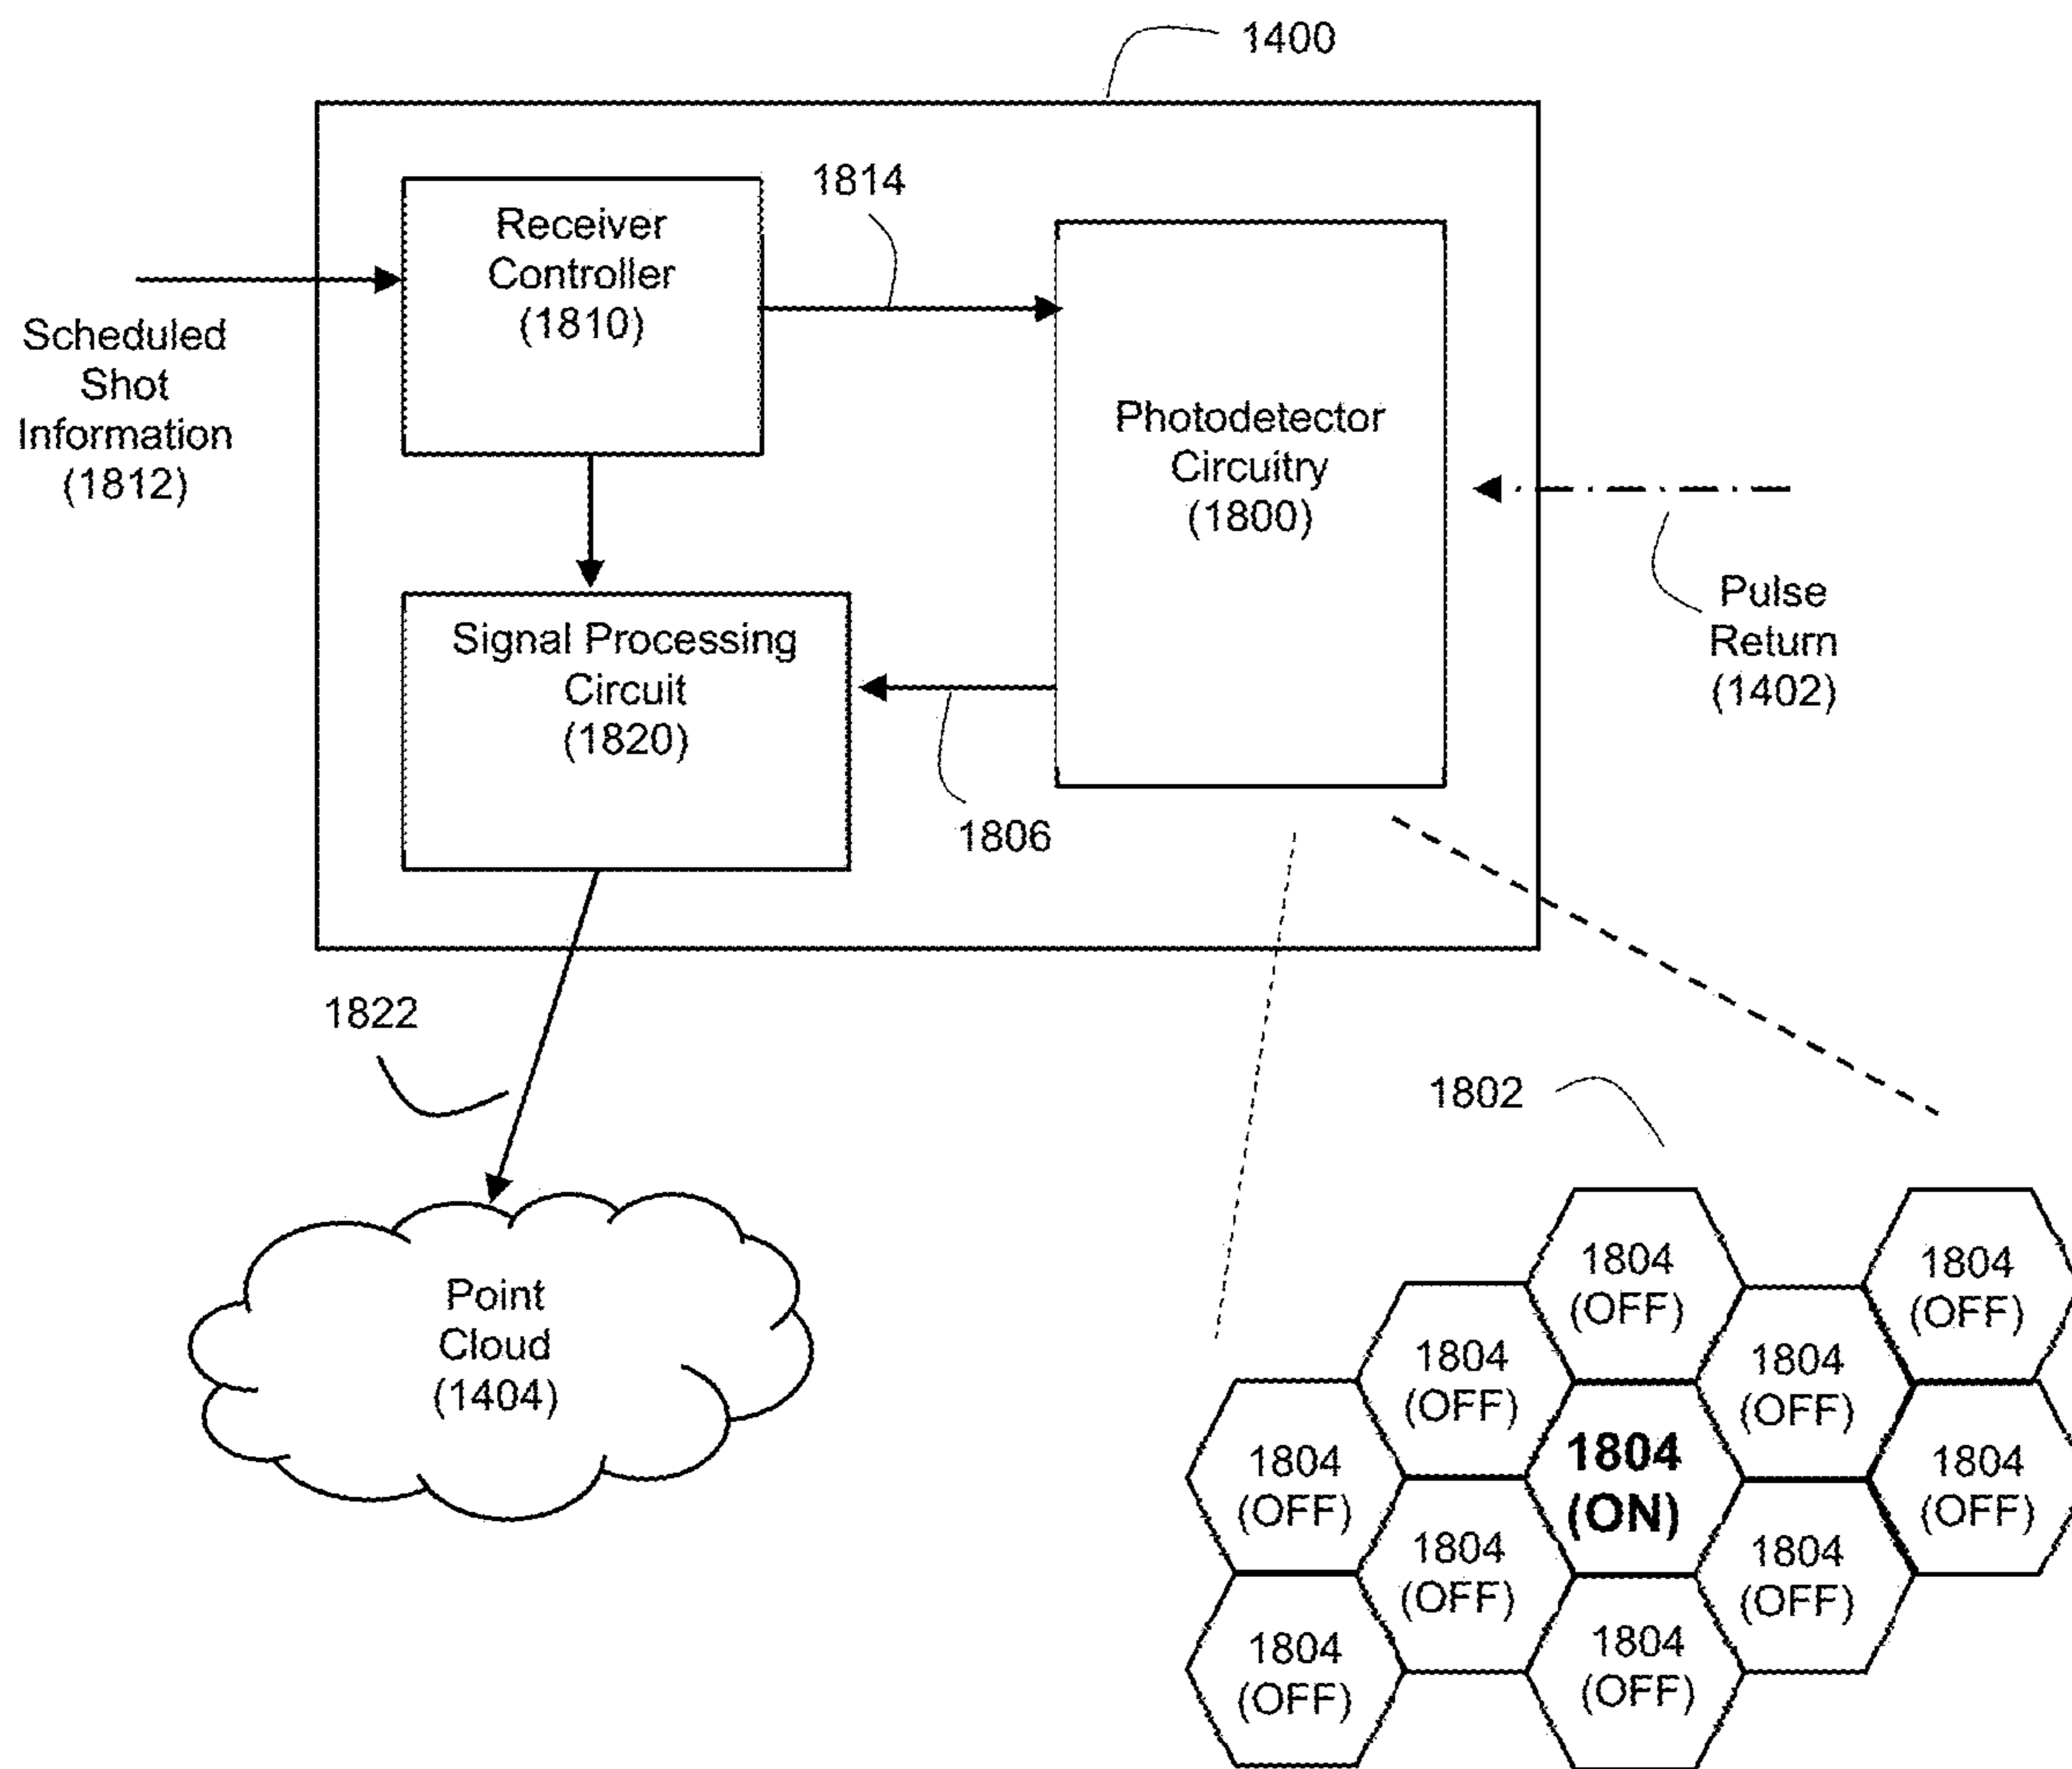 1400
Receiver
Controller
(1810)
1814
Scheduled
Shot
Information
(1812)
Photodetector
Circuitry
(1800)
Pulse
Return
(1402)
Signal Processing
Circuit
(1820)
1806
1822
1802
Point
Cloud
(1404)
1804
(OFF)
1804
(OFF)
1804
(OFF)
1804
(OFF)
1804
(OFF)
1804
(ON)
1804
(OFF)
1804
(OFF)
1804
(OFF)
1804
(OFF)
1804
(OFF)